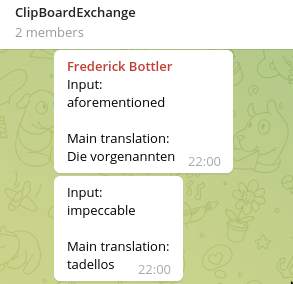 ClipBoardExchange
2 members
Frederick Bottler
Input:
aforementioned
Main translation:
Die vorgenannten
22:00
Input:
impeccable
Main translation:
tadellos
22:00